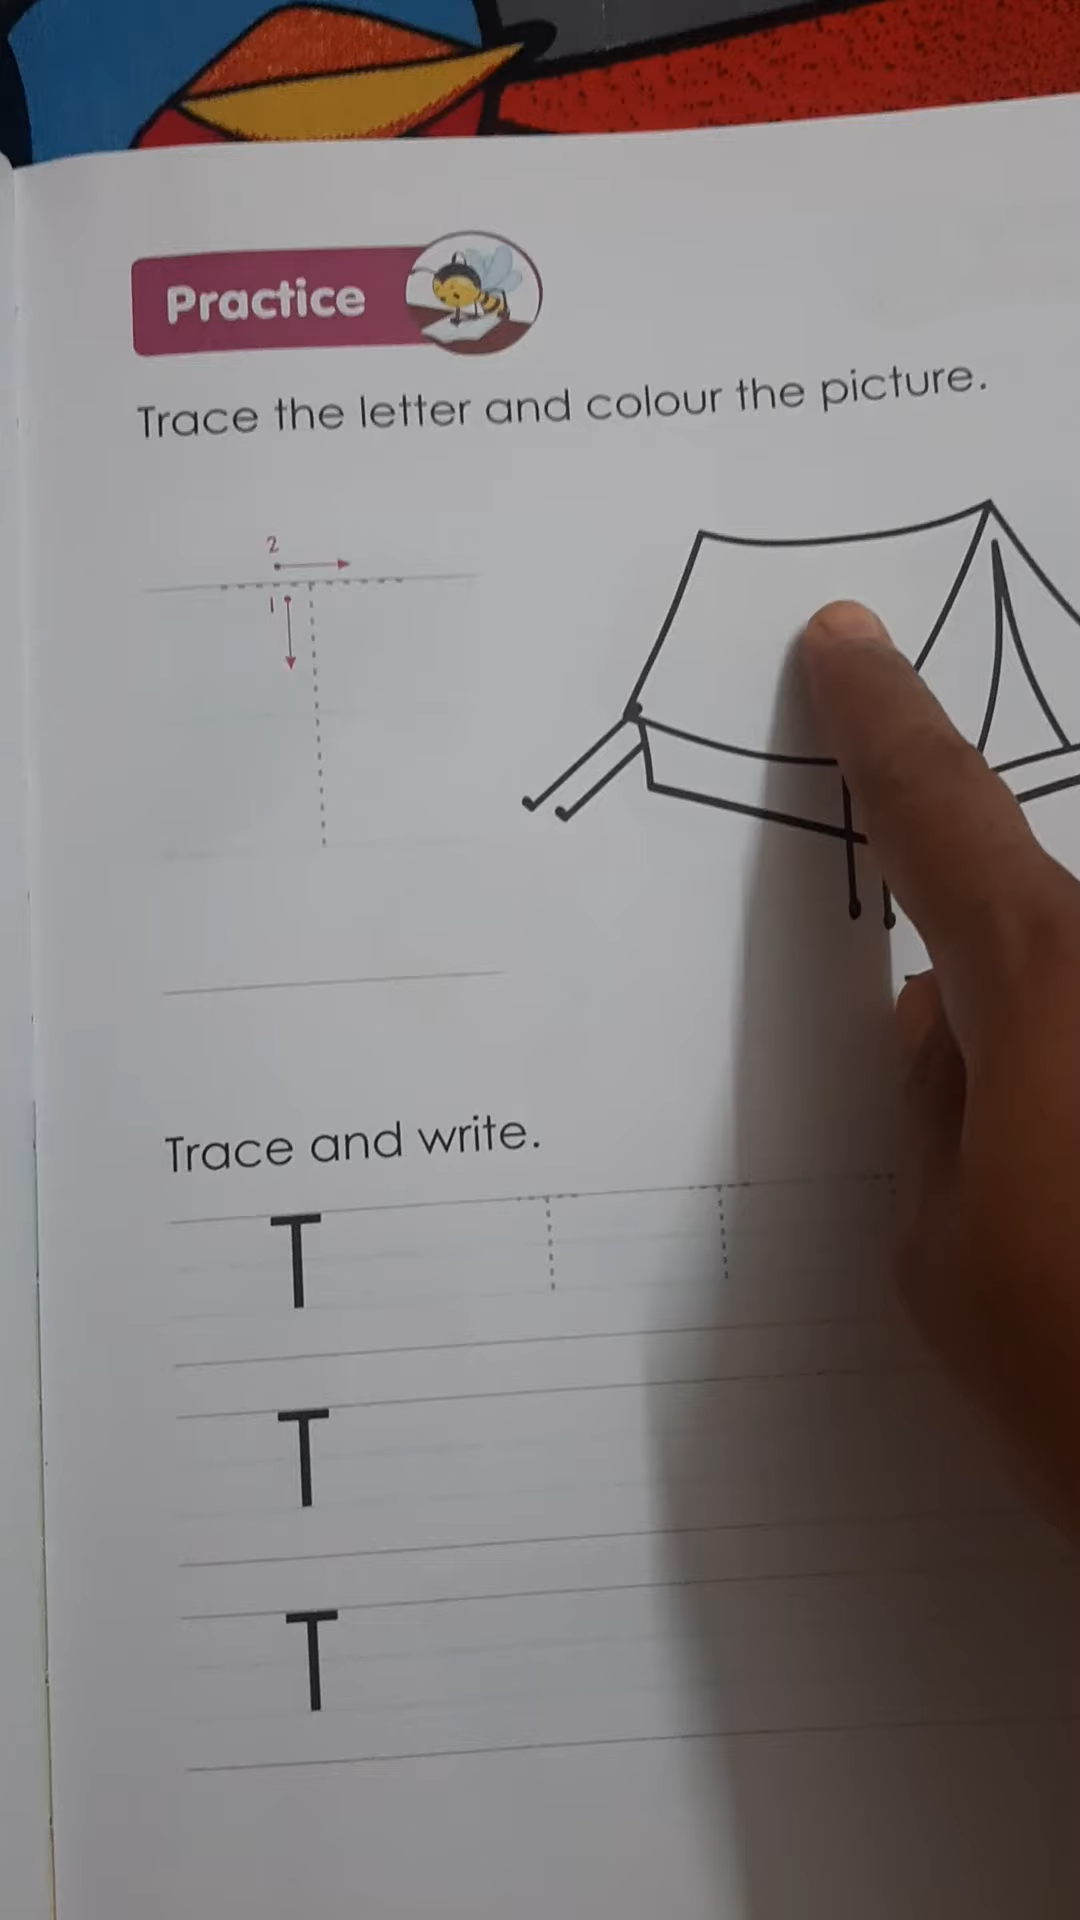 Practice
Trace the letter and colour the picture.
2
1
Trace and write.
T
T
T